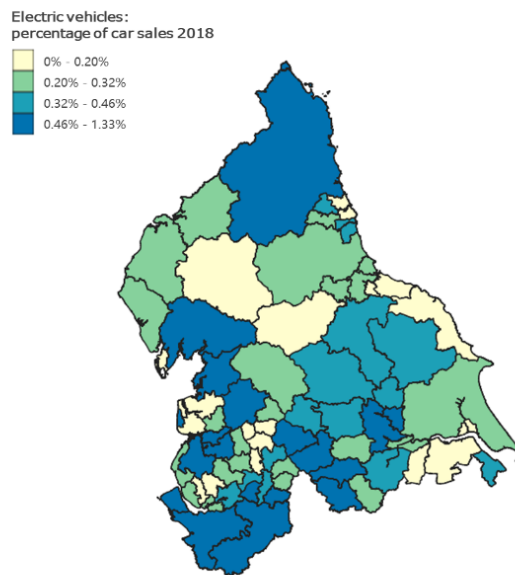 Electric vehicles:
percentage of car sales 2018
0% - 0.20%
0.20% - 0.32%
0.32% - 0.46%
0.46% - 1.33%